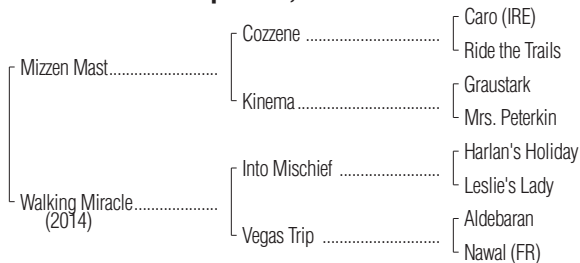 Caro (IRE)
Cozzene ..............................
Ride the Trails
Mizzen Mast........................
Graustark
Kinema................................
Mrs. Peterkin
Harlan's Holiday
Into Mischief ......................
Leslie's Lady
Walking Miracle...................
(2014)
Aldebaran
Vegas Trip ..........................
Nawal (FR)